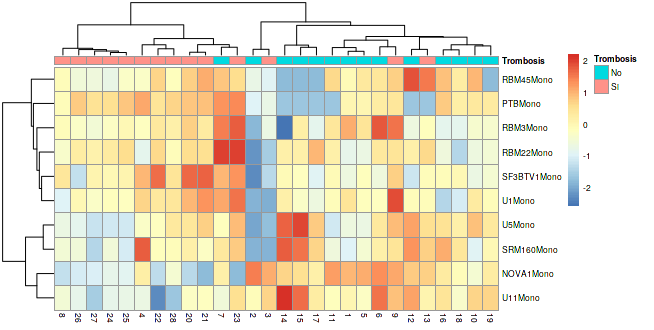 Trombosis
Trombosis
No
SI
2
1
0
-1
-2
RBM45Mono
PTBMono
RBM3Mono
RBM22Mono
SF3BTV1Mono
U1Mono
U5Mono
SRM160Mono
NOVA1Mono
U11Mono
8 26 27 24 25 4 22 28 20 21 7 23 2 3 14 15 17 11 1 5 6 9 12 13 16 18 10 19